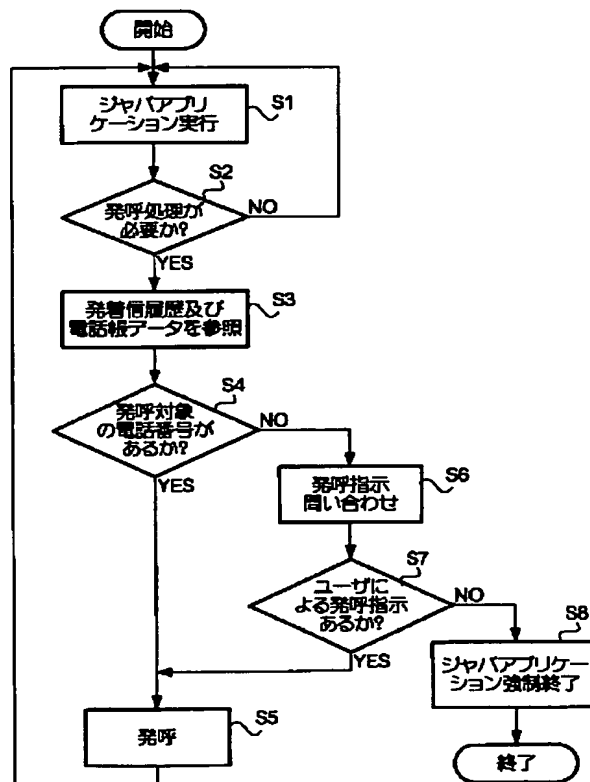 開始
ジャバアプリ
ケーション実行
S1
発呼処理が
必要か?
S2
NO
YES
発着信履歴及び
電話帳データを参照
S3
発呼対象
の電話番号が
あるか?
S4
NO
YES
発呼指示
問い合わせ
S6
ユーザに
よる発呼指示
あるか?
S7
NO
YES
S8
ジャバアプリケー
ション強制終了
発呼
S5
終了